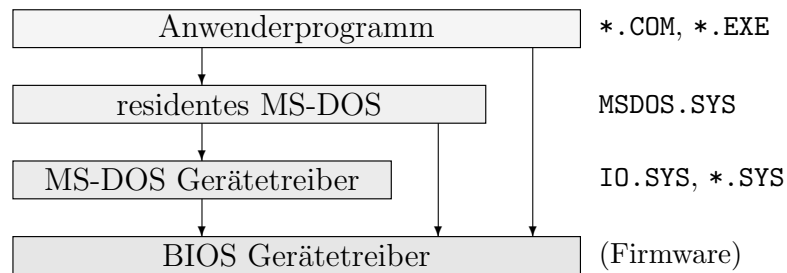 Anwenderprogramm *.COM, *.EXE
residentes MS-DOS MSDOS.SYS
MS-DOS Gerätetreiber IO.SYS, *.SYS
BIOS Gerätetreiber (Firmware)